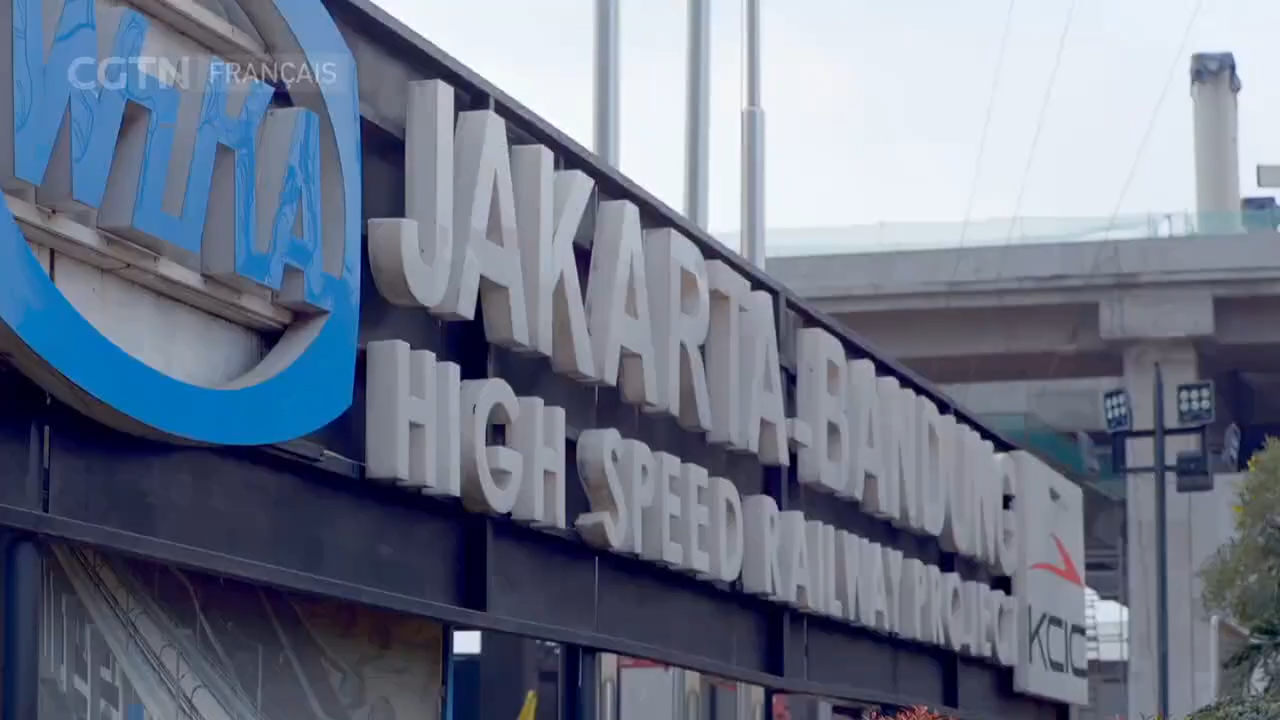 CGTN FRANÇAIS
WIKA
JAKARTA-BANDUNG
HIGH SPEED RAILWAY PROJECT
KCIC